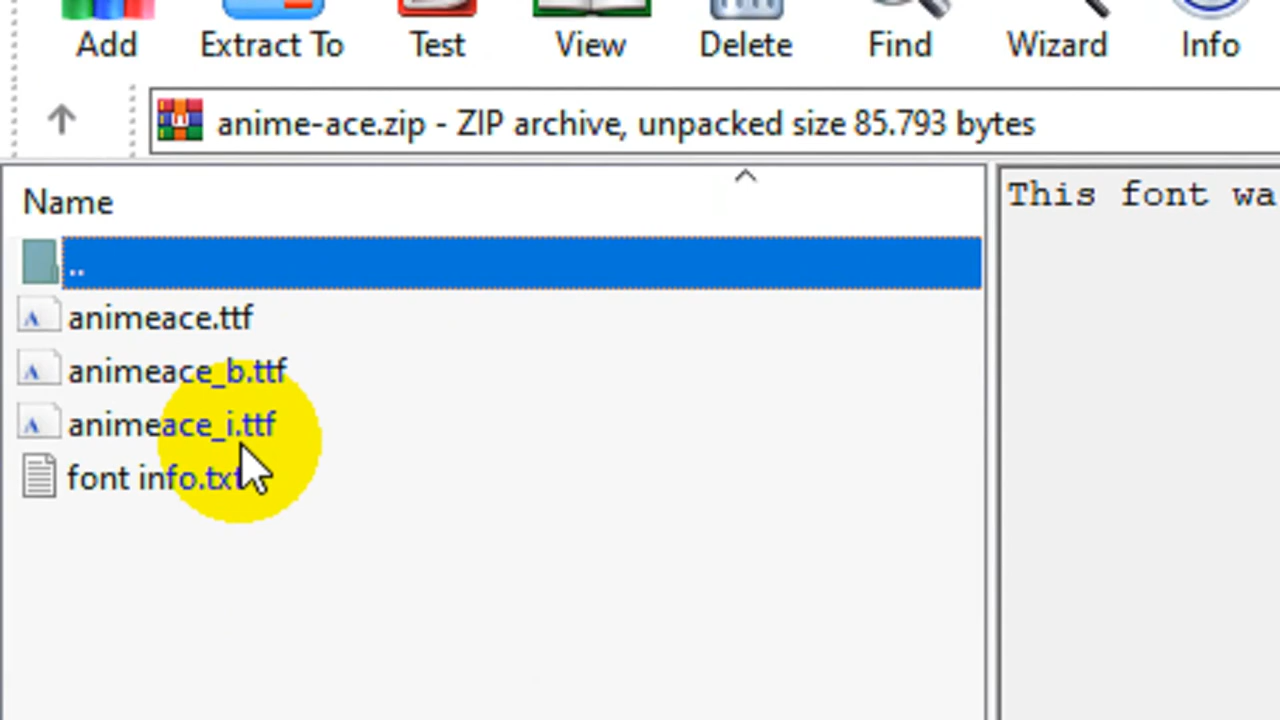 Add Extract To Test View Delete Find Wizard Info
anime-ace.zip - ZIP archive, unpacked size 85.793 bytes
Name
..
animeace.ttf
animeace_b.ttf
animeace_i.ttf
font info.txt
This font wa